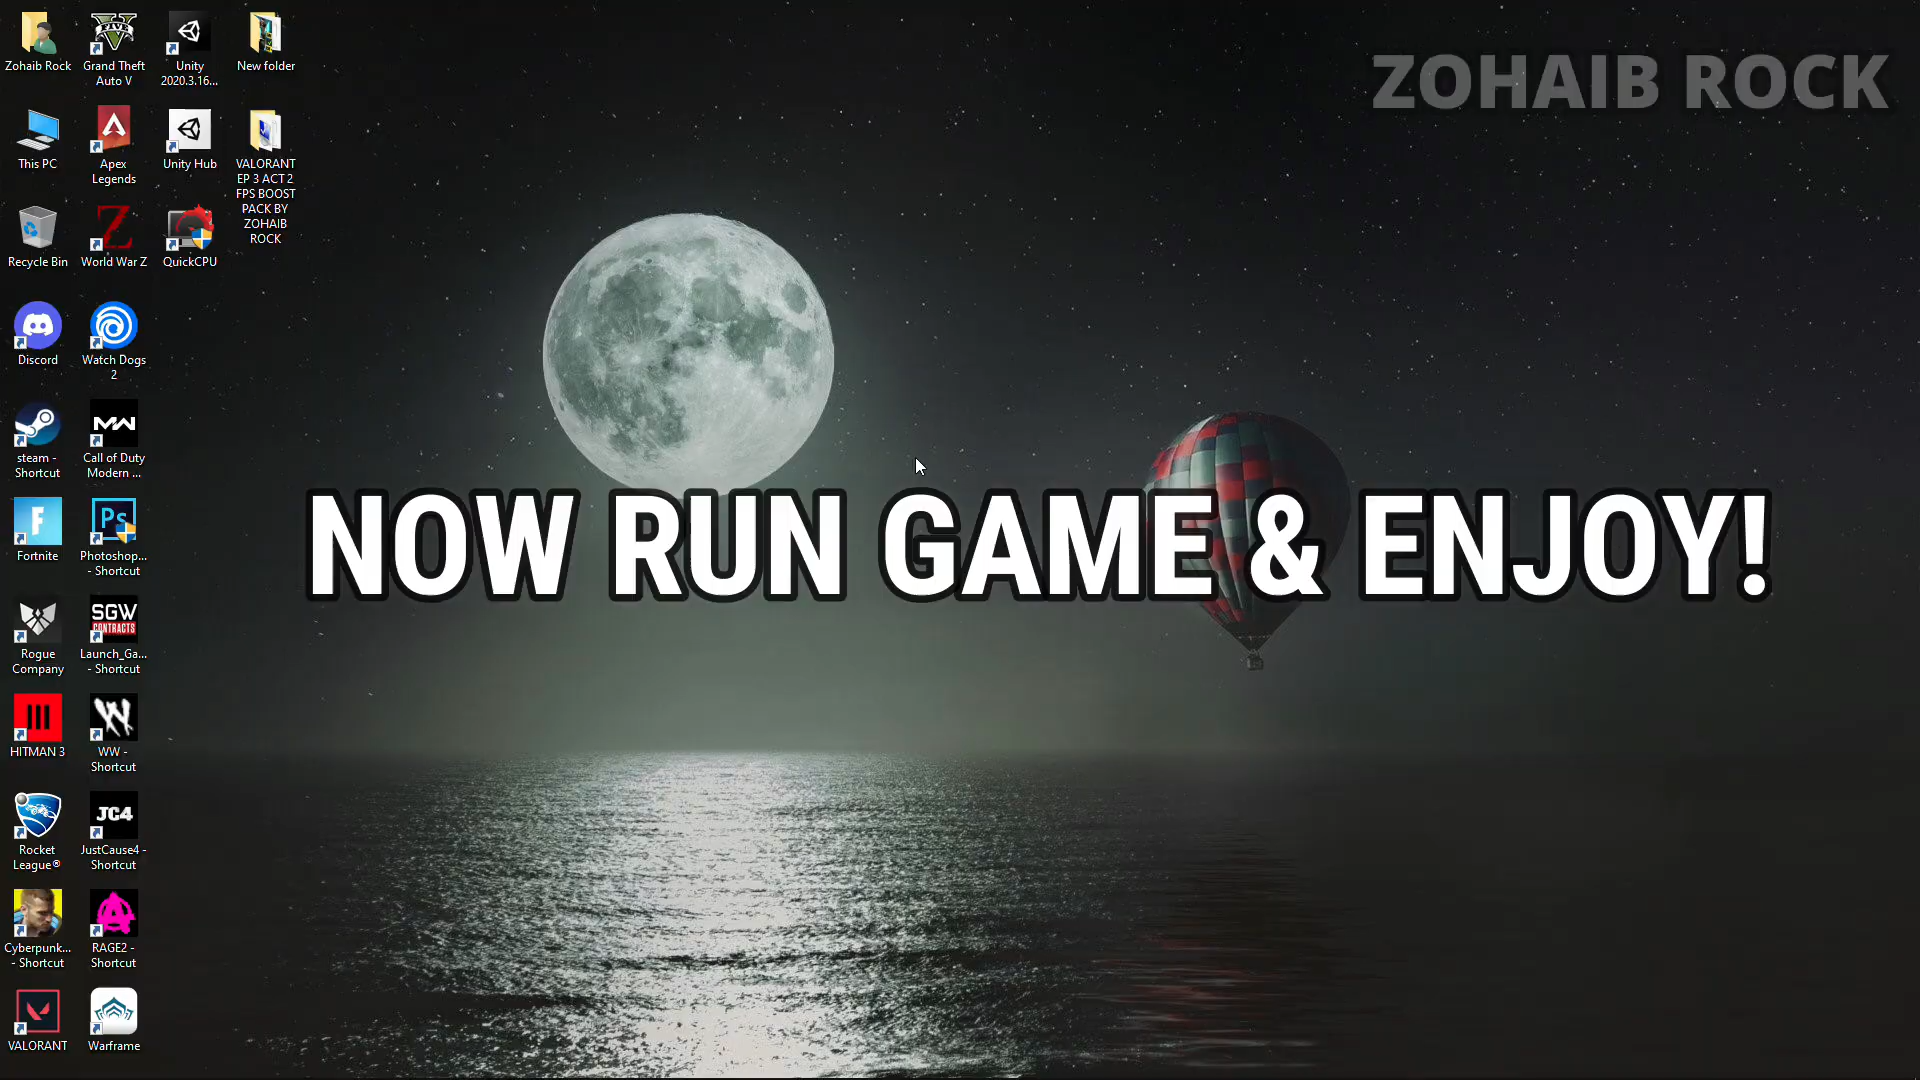 Zohaib Rock
Grand Theft
Auto V
Unity
2020.3.16...
New folder
ZOHAIB ROCK
This PC
Apex
Legends
Unity Hub
VALORANT
EP 3 ACT 2
FPS BOOST
PACK BY
ZOHAIB
ROCK
Recycle Bin
World War Z
QuickCPU
Discord
Watch Dogs
2
steam -
Shortcut
MW
Call of Duty
Modern ...
NOW RUN GAME & ENJOY!
F
Fortnite
Ps
Photoshop...
- Shortcut
Rogue
Company
SGW
CONTRACTS
Launch_Ga...
- Shortcut
HITMAN 3
W
WW -
Shortcut
Rocket
League®
JC4
JustCause4 -
Shortcut
Cyberpunk...
- Shortcut
RAGE2 -
Shortcut
VALORANT
Warframe